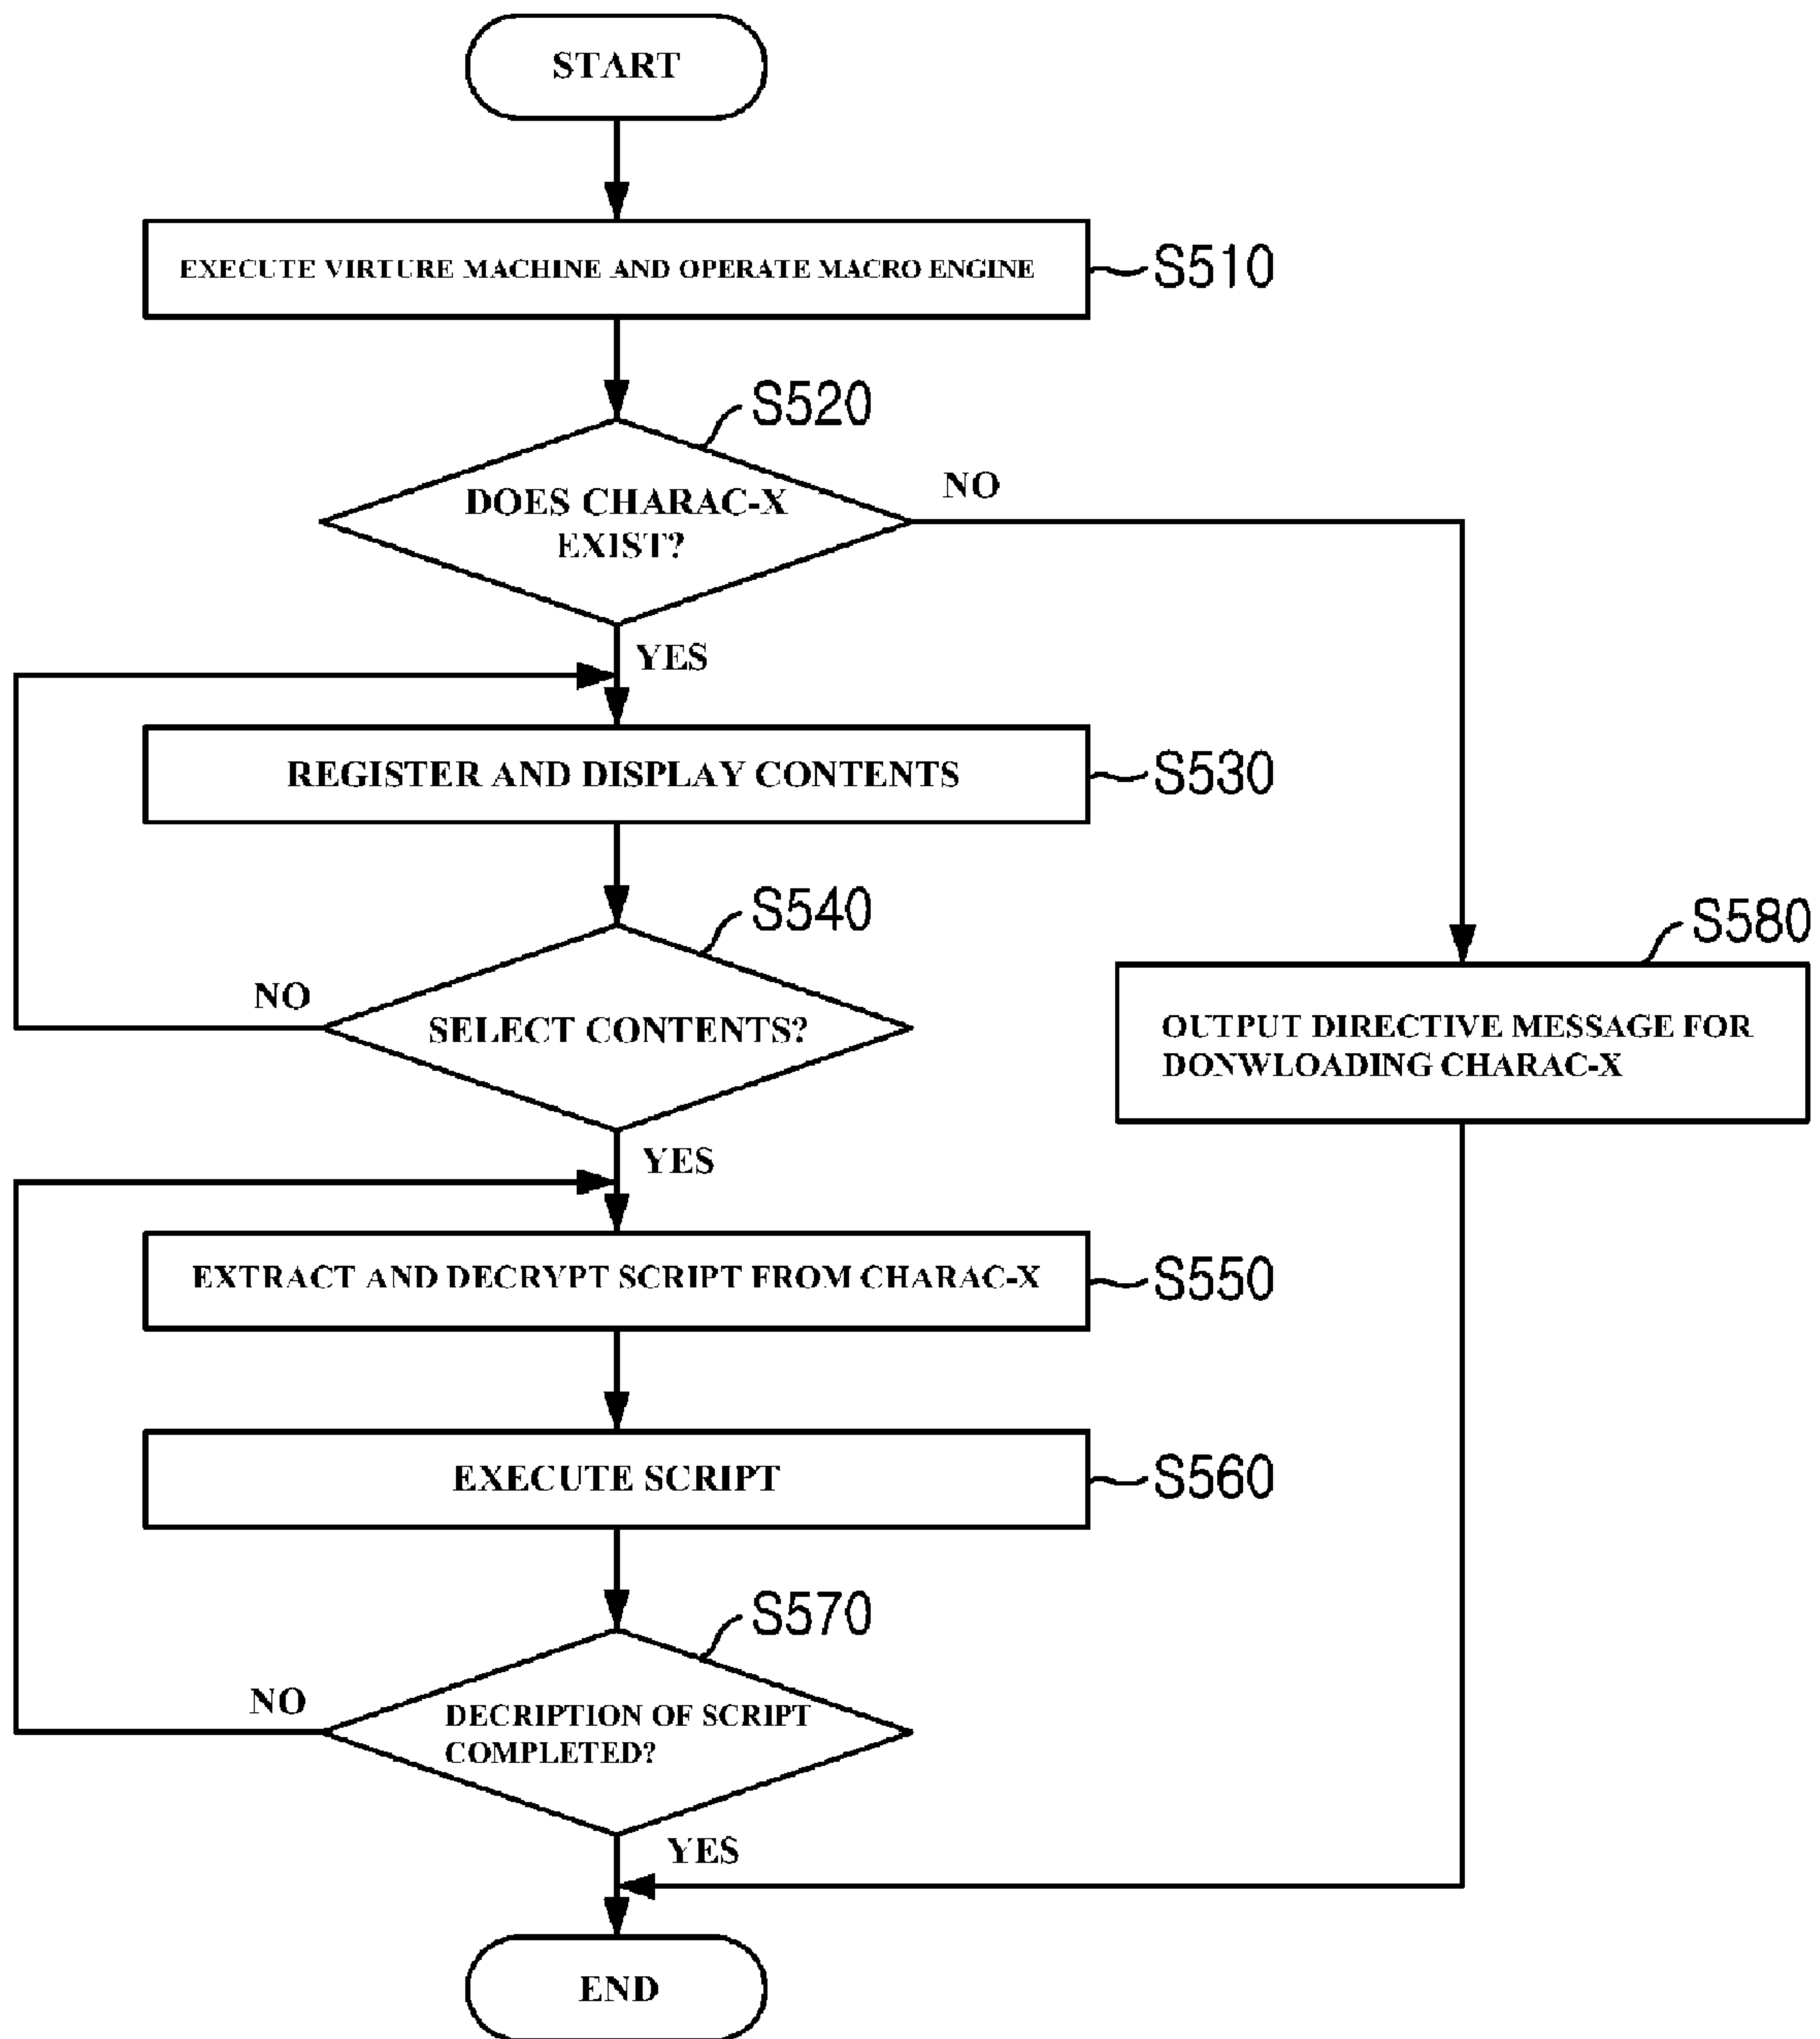 START
EXECUTE VIRTURE MACHINE AND OPERATE MACRO ENGINE
S510
S520
DOES CHARAC-X
EXIST?
NO
YES
REGISTER AND DISPLAY CONTENTS
S530
S540
SELECT CONTENTS?
NO
YES
S580
OUTPUT DIRECTIVE MESSAGE FOR
DONWLOADING CHARAC-X
EXTRACT AND DECRYPT SCRIPT FROM CHARAC-X
S550
EXECUTE SCRIPT
S560
S570
DECRIPTION OF SCRIPT
COMPLETED?
NO
YES
END